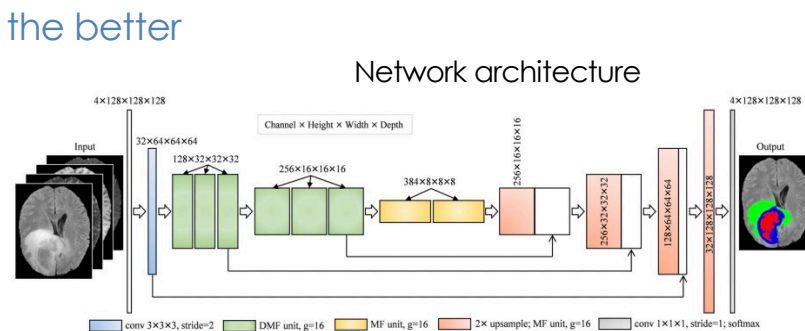 the better
Network architecture
4×128×128×128
4×128×128×128
Input
32×64×64×64
Channel × Height × Width × Depth
128×32×32×32
256×16×16×16
384×8×8×8
256×16×16×16
256×32×32×32
128×64×64×64
32×128×128×128
Output
conv 3×3×3, stride=2
DMF unit, g=16
MF unit, g=16
2× upsample; MF unit, g=16
conv 1×1×1, stride=1; softmax